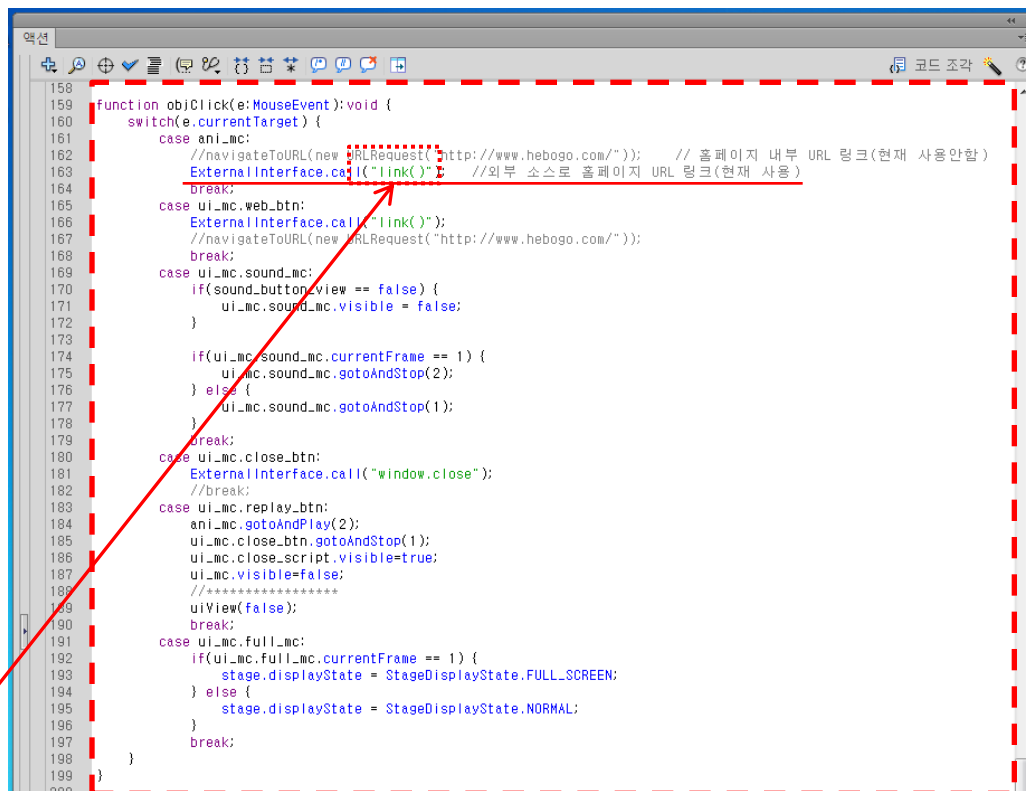 액션
코드 조각
158
159 function objClick(e:MouseEvent):void {
160 switch(e.currentTarget) {
161 case ani_mc:
162 //navigateToURL(new URLRequest("http://www.hebogo.com/")); // 홈페이지 내부 URL 링크(현재 사용안함)
163 ExternalInterface.call("link()"); //외부 소스로 홈페이지 URL 링크(현재 사용)
164 break;
165 case ui_mc.web_btn:
166 ExternalInterface.call("link()");
167 //navigateToURL(new URLRequest("http://www.hebogo.com/"));
168 break;
169 case ui_mc.sound_mc:
170 if(sound_button_view == false) {
171 ui_mc.sound_mc.visible = false;
172 }
173
174 if(ui_mc.sound_mc.currentFrame == 1) {
175 ui_mc.sound_mc.gotoAndStop(2);
176 } else {
177 ui_mc.sound_mc.gotoAndStop(1);
178 }
179 break;
180 case ui_mc.close_btn:
181 ExternalInterface.call("window.close");
182 //break;
183 case ui_mc.replay_btn:
184 ani_mc.gotoAndPlay(2);
185 ui_mc.close_btn.gotoAndStop(1);
186 ui_mc.close_script.visible=true;
187 ui_mc.visible=false;
188 //*****************
189 uiView(false);
190 break;
191 case ui_mc.full_mc:
192 if(ui_mc.full_mc.currentFrame == 1) {
193 stage.displayState = StageDisplayState.FULL_SCREEN;
194 } else {
195 stage.displayState = StageDisplayState.NORMAL;
196 }
197 break;
198 }
199 }